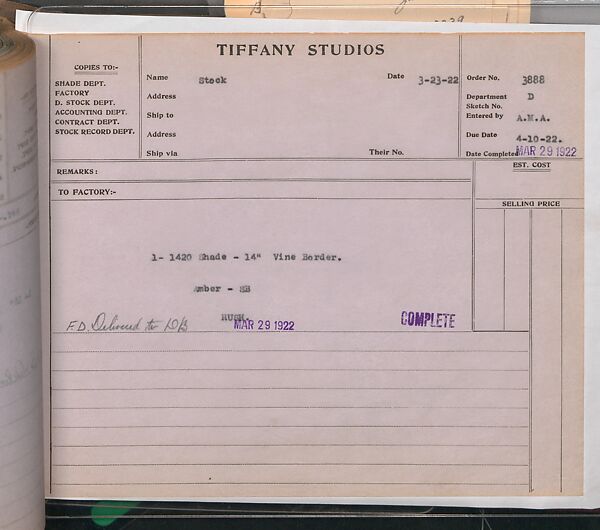 TIFFANY STUDIOS
COPIES TO:-
SHADE DEPT.
FACTORY
D. STOCK DEPT.
ACCOUNTING DEPT.
CONTRACT DEPT.
STOCK RECORD DEPT.
Name Stock Date 3-23-22
Address
Ship to
Address
Ship via Their No.
Order No. 3888
Department D
Sketch No.
Entered by A.M.A.
Due Date 4-10-22.
Date Completed MAR 29 1922
REMARKS:
EST. COST
TO FACTORY:-
SELLING PRICE
1- 1420 Shade - 14" Vine Border.
Amber - SB
RUSH.
F.D. Delivered to D/B MAR 29 1922 COMPLETE